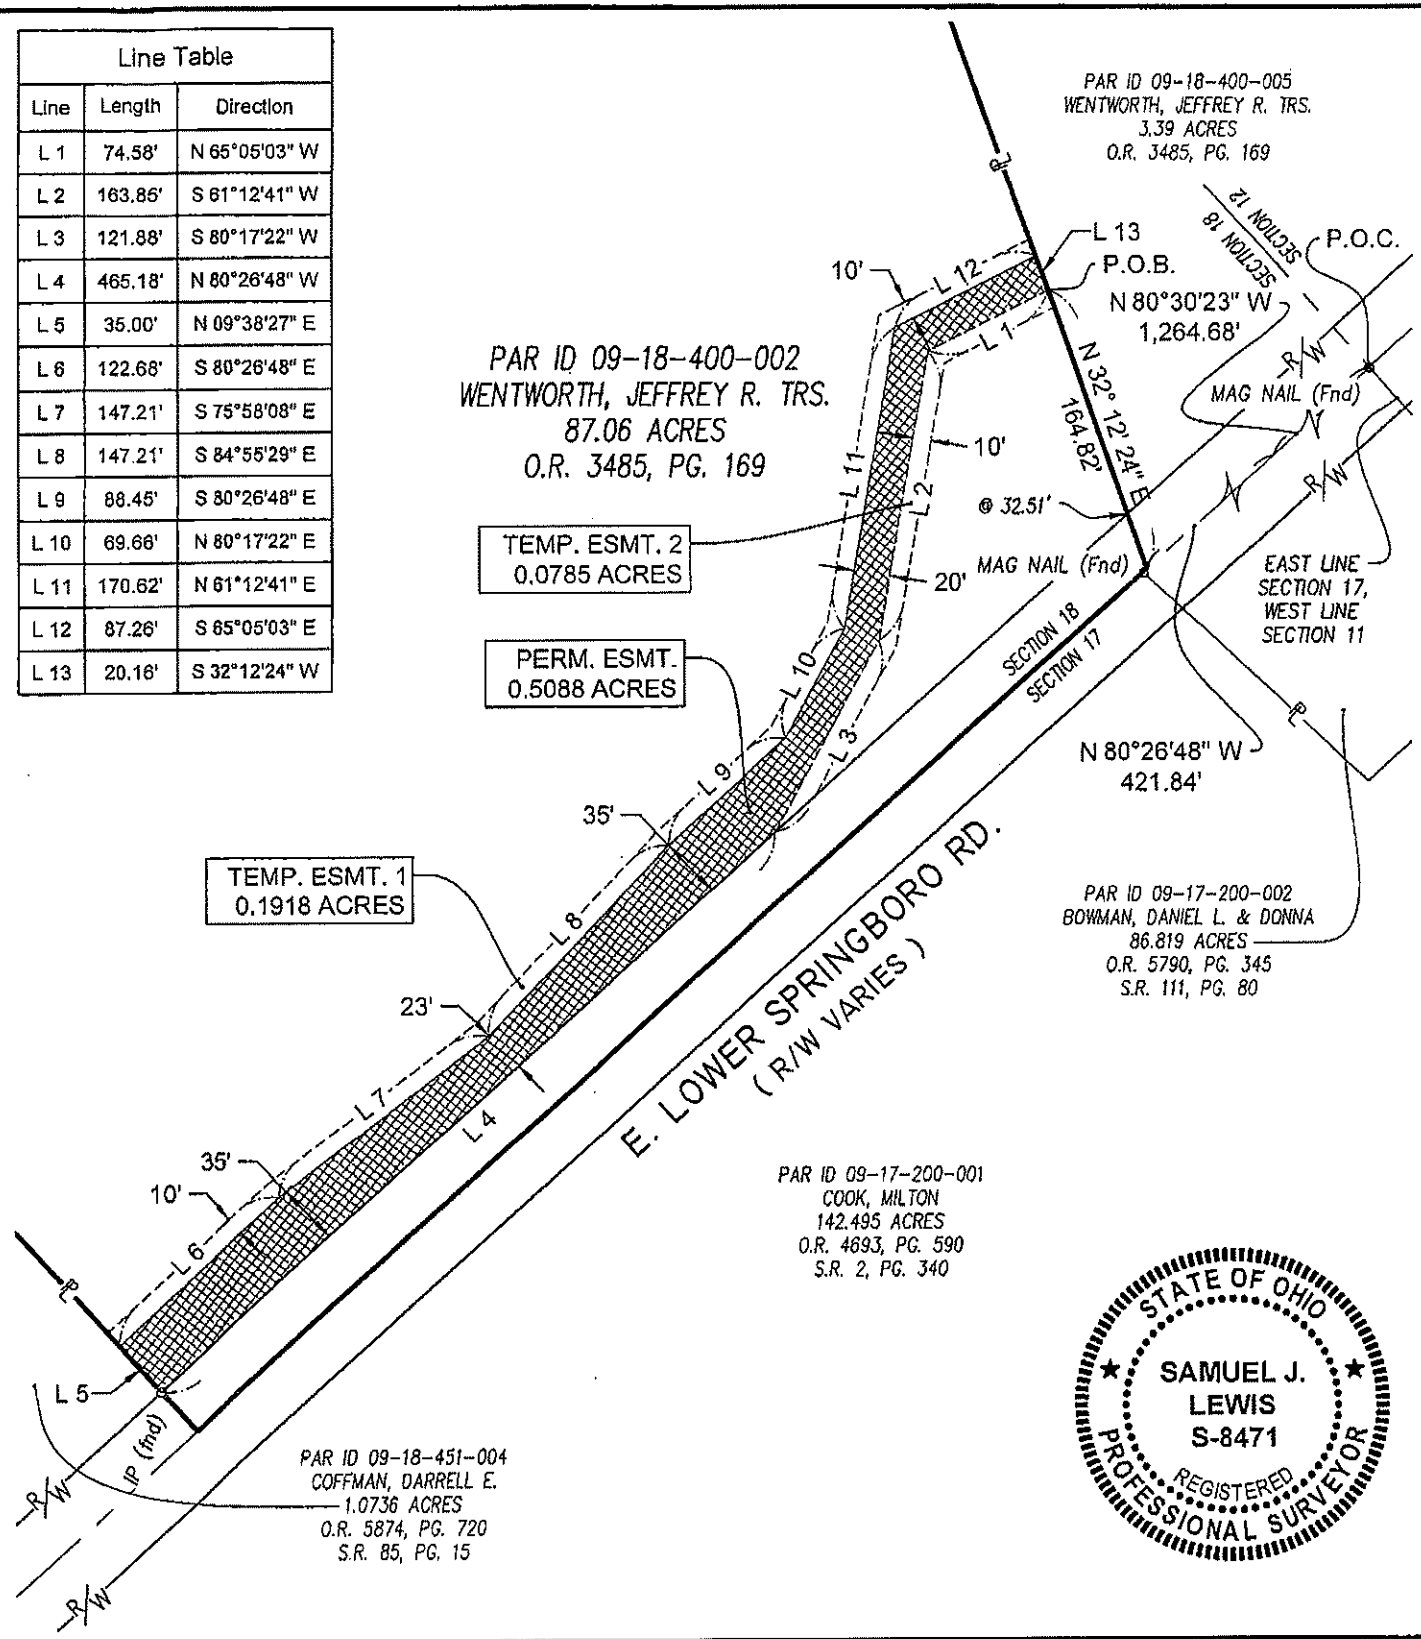 Line Table
Line Length Direction
L 1 74.58' N 65°05'03" W
L 2 163.85' S 61°12'41" W
L 3 121.88' S 80°17'22" W
L 4 465.18' N 80°26'48" W
L 5 35.00' N 09°38'27" E
L 6 122.68' S 80°26'48" E
L 7 147.21' S 75°58'08" E
L 8 147.21' S 84°55'29" E
L 9 88.45' S 80°26'48" E
L 10 69.66' N 80°17'22" E
L 11 170.62' N 61°12'41" E
L 12 87.26' S 65°05'03" E
L 13 20.16' S 32°12'24" W
PAR ID 09-18-400-005
WENTWORTH, JEFFREY R. TRS.
3.39 ACRES
O.R. 3485, PG. 169
PL
SECTION 12
SECTION 18
P.O.C.
L 13
P.O.B.
10'
L 12
L 1
N 80°30'23" W
1,264.68'
R/W
MAG NAIL (Fnd)
PAR ID 09-18-400-002
WENTWORTH, JEFFREY R. TRS.
87.06 ACRES
O.R. 3485, PG. 169
N 32° 12' 24" E
164.82'
10'
L 11
L 2
@ 32.51'
R/W
TEMP. ESMT. 2
0.0785 ACRES
MAG NAIL (Fnd)
20'
EAST LINE
SECTION 17,
WEST LINE
SECTION 11
SECTION 18
SECTION 17
PERM. ESMT.
0.5088 ACRES
L 10
L 3
PL
N 80°26'48" W
421.84'
L 9
35'
TEMP. ESMT. 1
0.1918 ACRES
L 8
E. LOWER SPRINGBORO RD.
( R/W VARIES )
PAR ID 09-17-200-002
BOWMAN, DANIEL L. & DONNA
86.819 ACRES
O.R. 5790, PG. 345
S.R. 111, PG. 80
23'
L 7
L 4
35'
10'
L 6
PAR ID 09-17-200-001
COOK, MILTON
142.495 ACRES
O.R. 4693, PG. 590
S.R. 2, PG. 340
PL
L 5
IP (fnd)
R/W
PAR ID 09-18-451-004
COFFMAN, DARRELL E.
1.0736 ACRES
O.R. 5874, PG. 720
S.R. 85, PG. 15
R/W
STATE OF OHIO
SAMUEL J.
LEWIS
S-8471
REGISTERED
PROFESSIONAL SURVEYOR